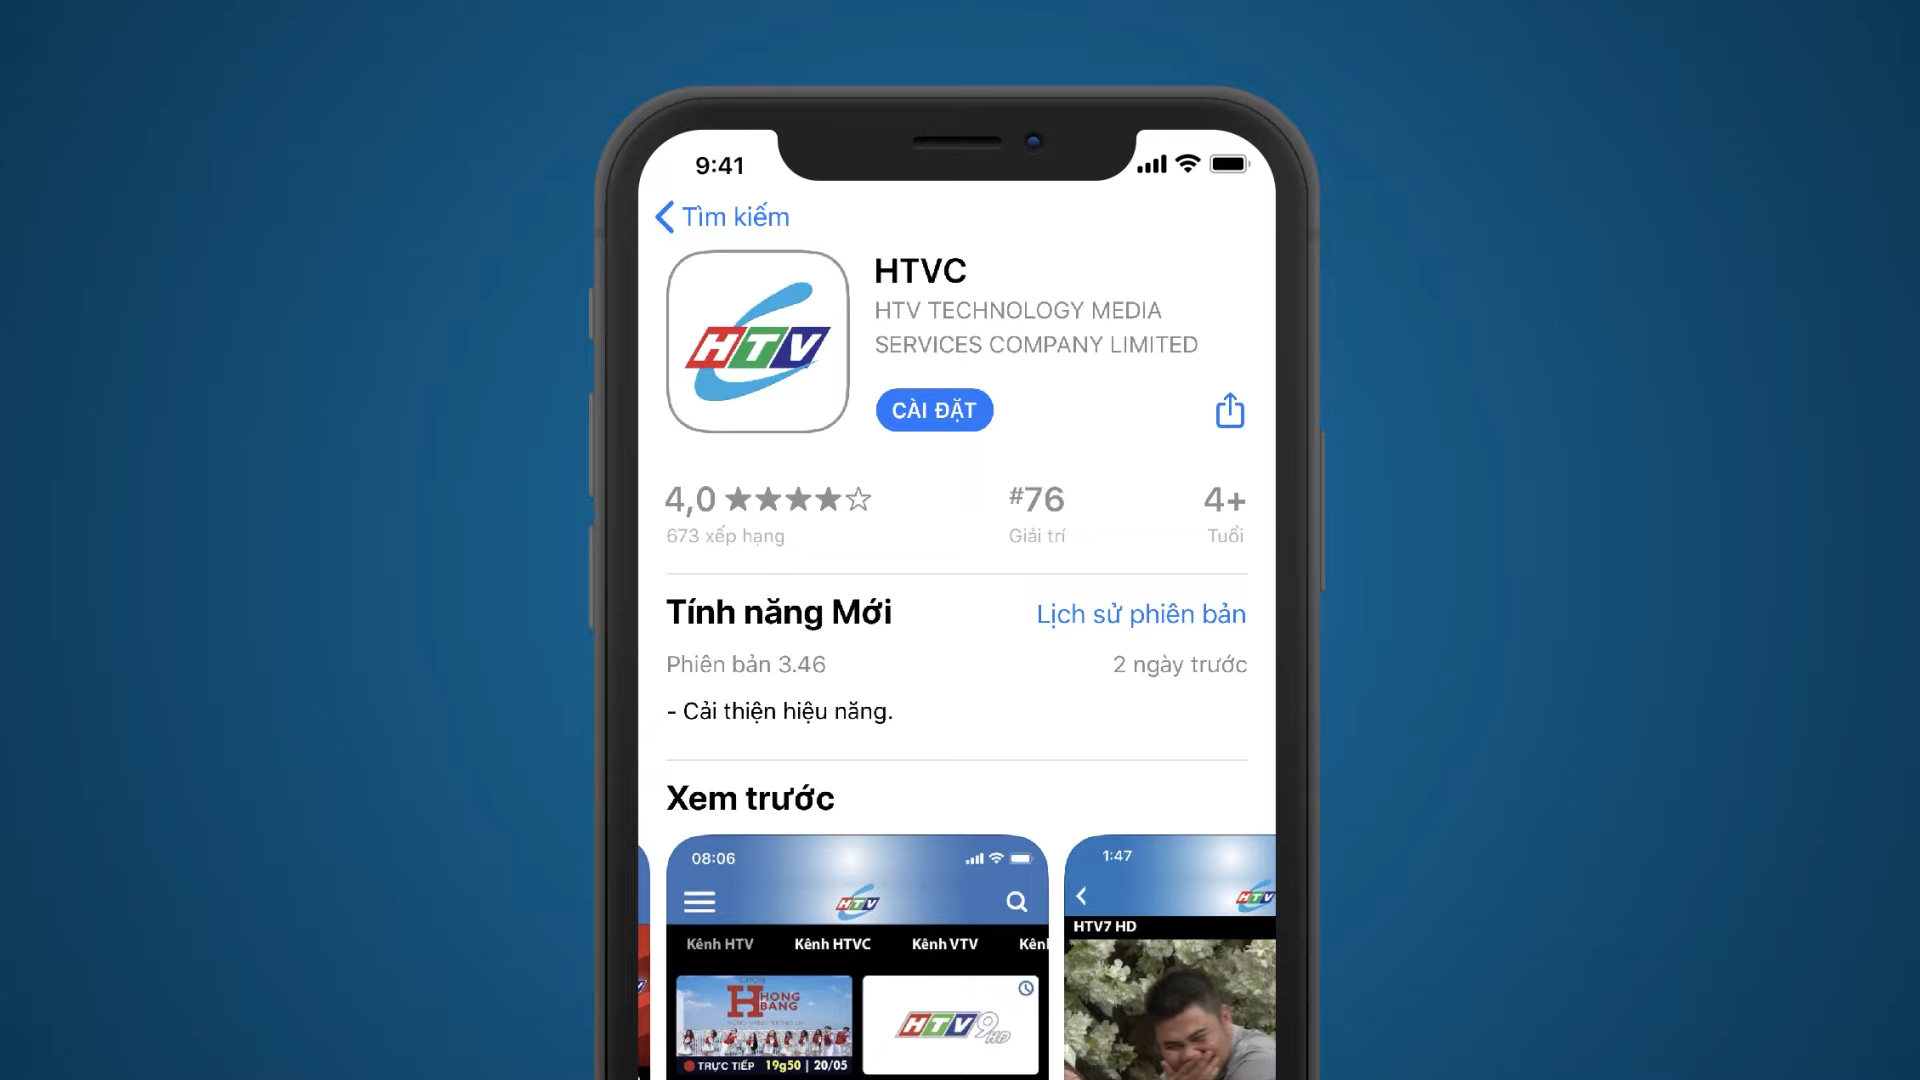 9:41
Tìm kiếm
HTV
HTVC
HTV TECHNOLOGY MEDIA
SERVICES COMPANY LIMITED
CÀI ĐẶT
4,0
#76
4+
673 xếp hạng
Giải trí
Tuổi
Tính năng Mới
Lịch sử phiên bản
Phiên bản 3.46
2 ngày trước
- Cải thiện hiệu năng.
Xem trước
08:06
HTV
Kênh HTV
Kênh HTVC
Kênh VTV
HONG
BANG
TRỰC TIẾP 19g50 | 20/05
HTV9 HD
1:47
HTV
HTV7 HD